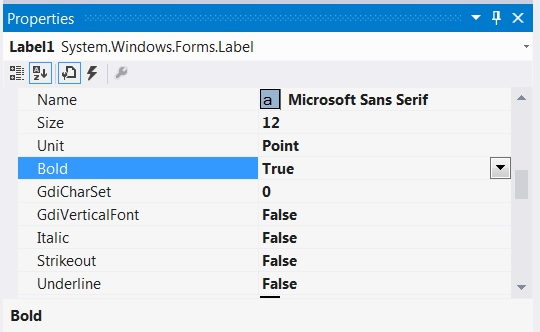 Properties
Label1 System.Windows.Forms.Label
Name a Microsoft Sans Serif
Size 12
Unit Point
Bold True
GdiCharSet 0
GdiVerticalFont False
Italic False
Strikeout False
Underline False
Bold